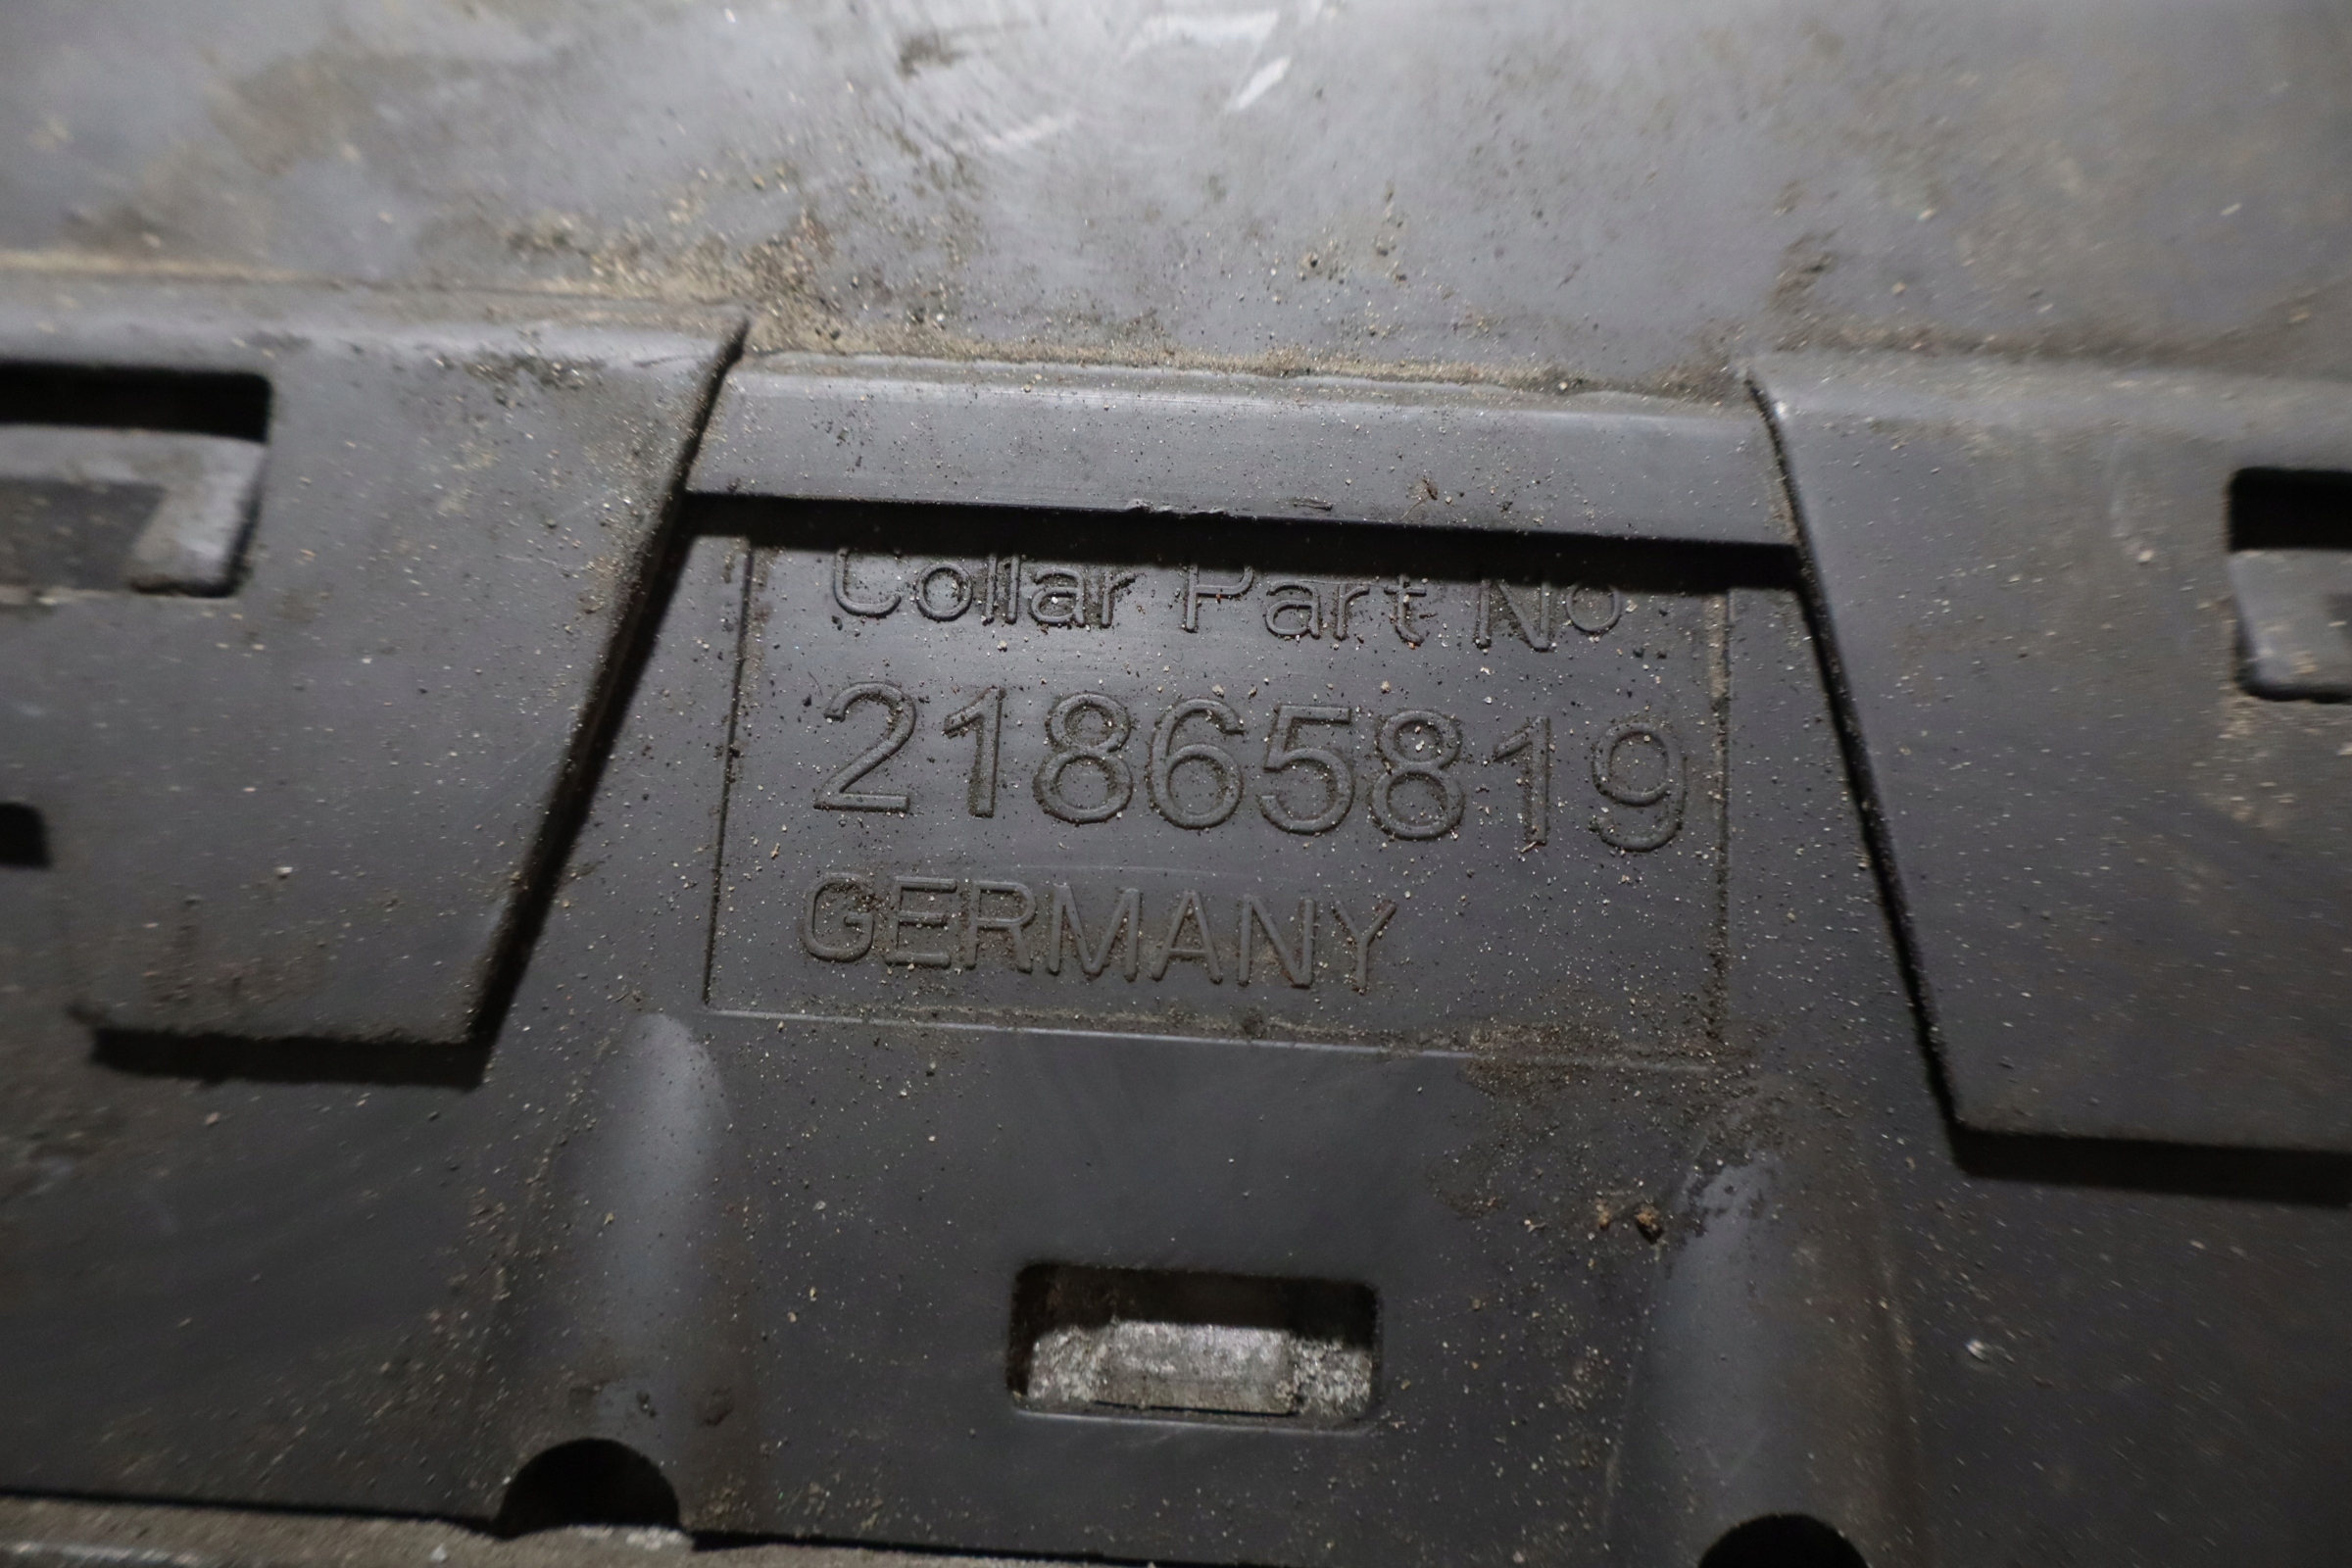 Collar Part No
21865819
GERMANY